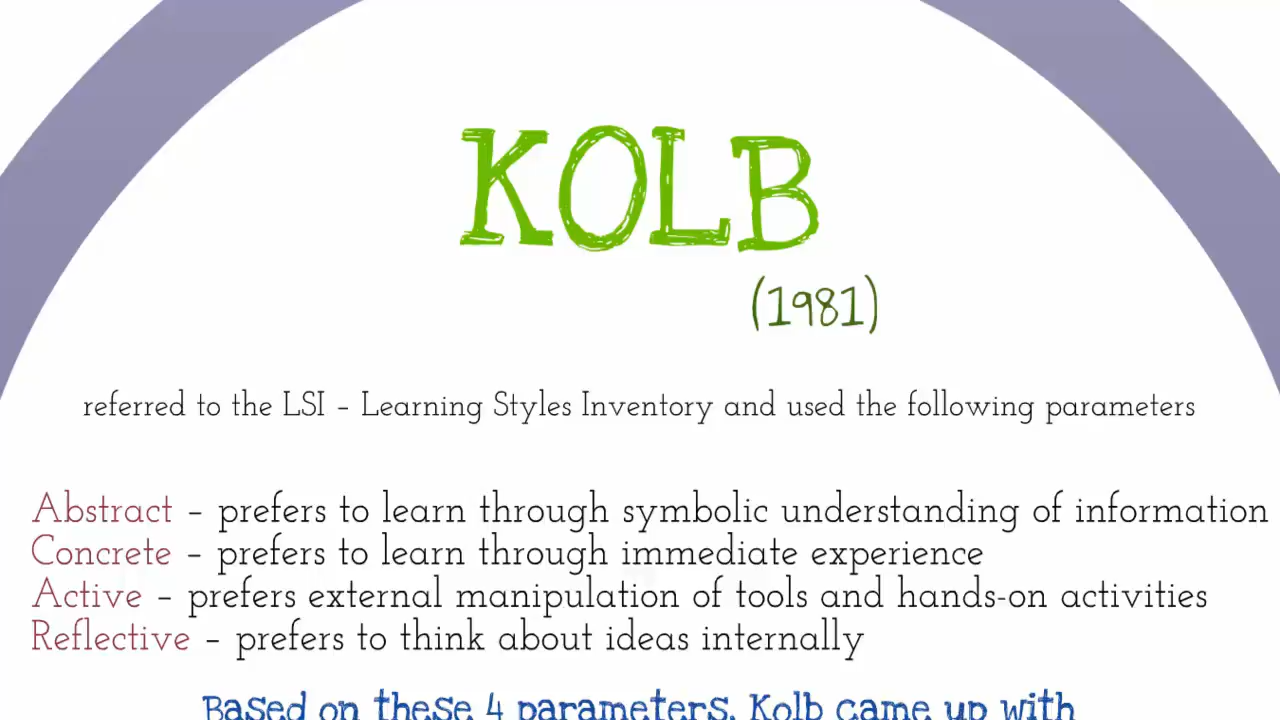 KOLB
(1981)
referred to the LSI – Learning Styles Inventory and used the following parameters
Abstract – prefers to learn through symbolic understanding of information
Concrete – prefers to learn through immediate experience
Active – prefers external manipulation of tools and hands-on activities
Reflective – prefers to think about ideas internally
Based on these 4 parameters, Kolb came up with